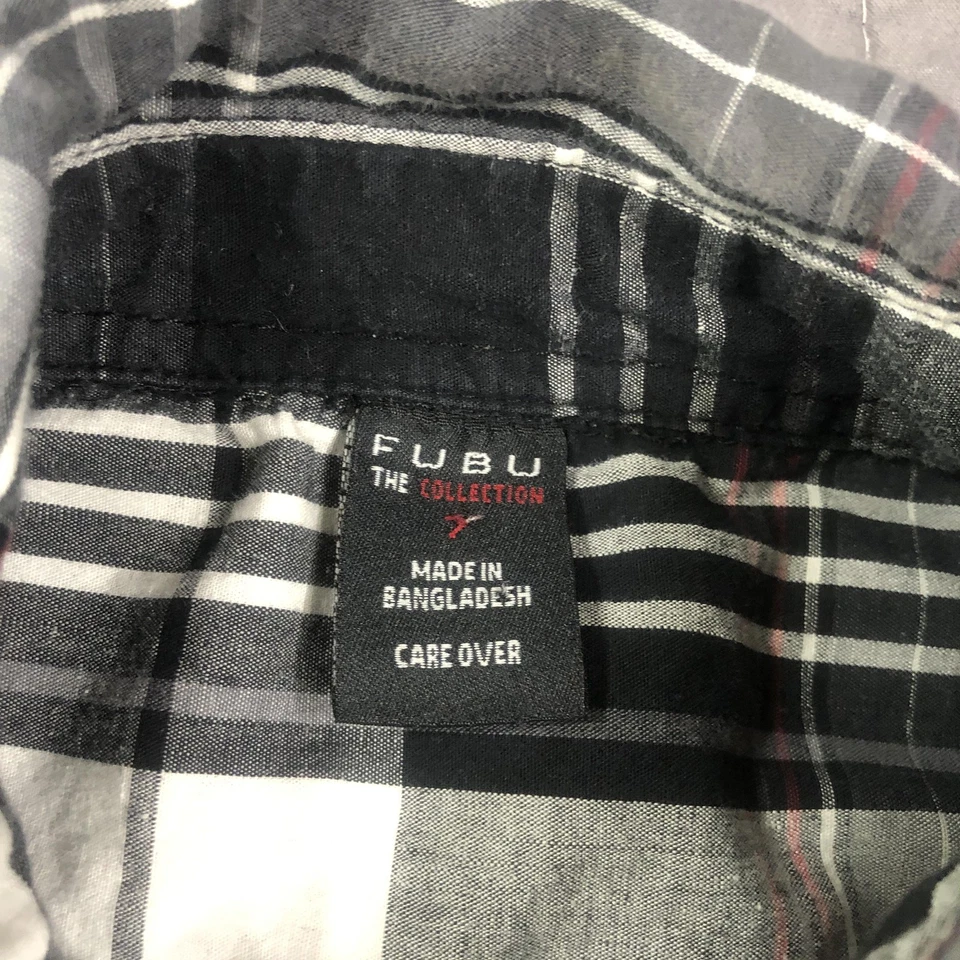 FUBU
THE COLLECTION
MADE IN
BANGLADESH
CARE OVER